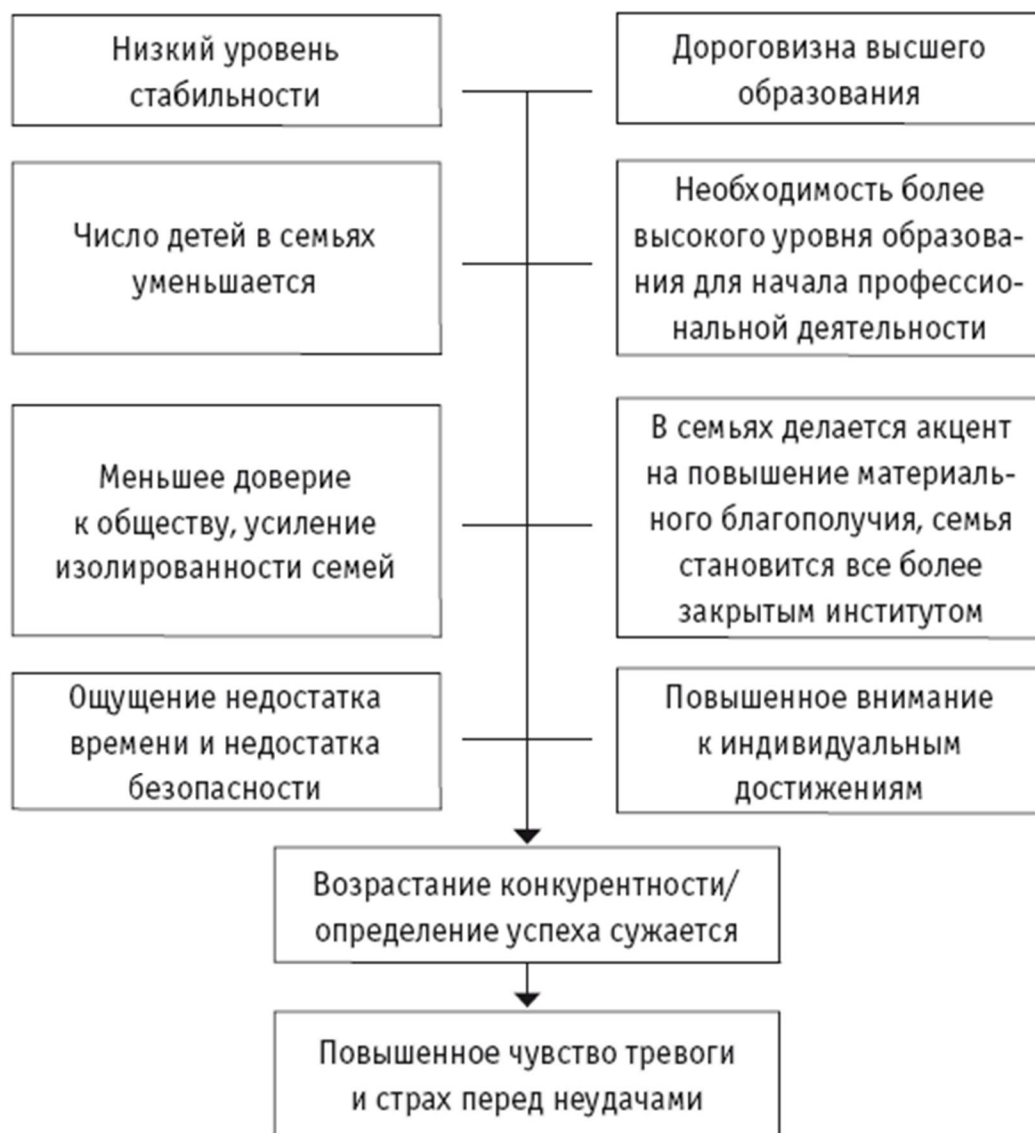 Низкий уровень
стабильности
Дороговизна высшего
образования
Число детей в семьях
уменьшается
Необходимость более
высокого уровня образова-
ния для начала профессио-
нальной деятельности
Меньшее доверие
к обществу, усиление
изолированности семей
В семьях делается акцент
на повышение материаль-
ного благополучия, семья
становится все более
закрытым институтом
Ощущение недостатка
времени и недостатка
безопасности
Повышенное внимание
к индивидуальным
достижениям
Возрастание конкурентности/
определение успеха сужается
Повышенное чувство тревоги
и страх перед неудачами